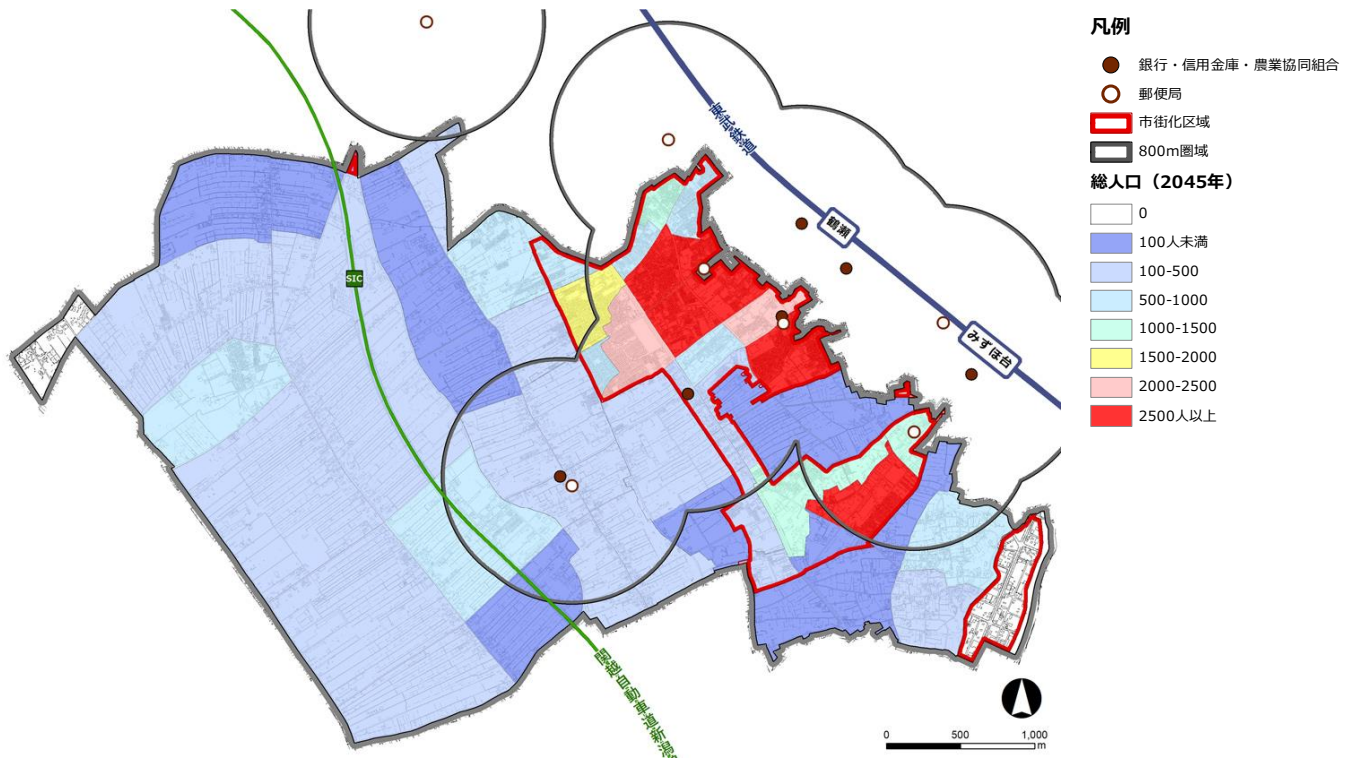 東武鉄道
鶴瀬
みずほ台
SIC
関越自動車道新潟
0
500
1,000
m
凡例
銀行・信用金庫・農業協同組合
郵便局
市街化区域
800m圏域
総人口（2045年）
0
100人未満
100-500
500-1000
1000-1500
1500-2000
2000-2500
2500人以上